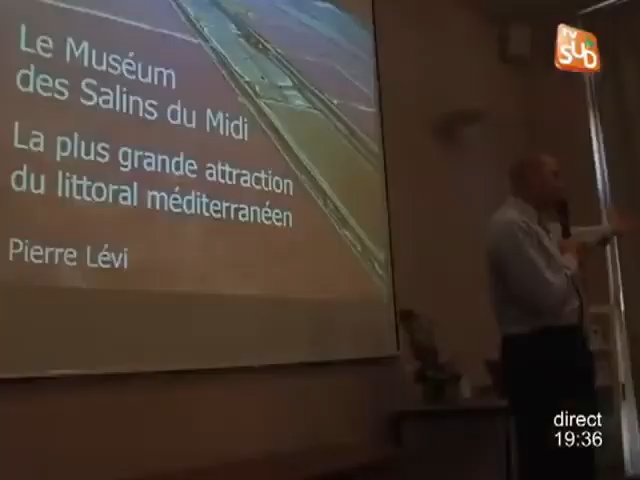 Le Muséum
des Salins du Midi
La plus grande attraction
du littoral méditerranéen
Pierre Lévi
TV
SUD
direct
19:36